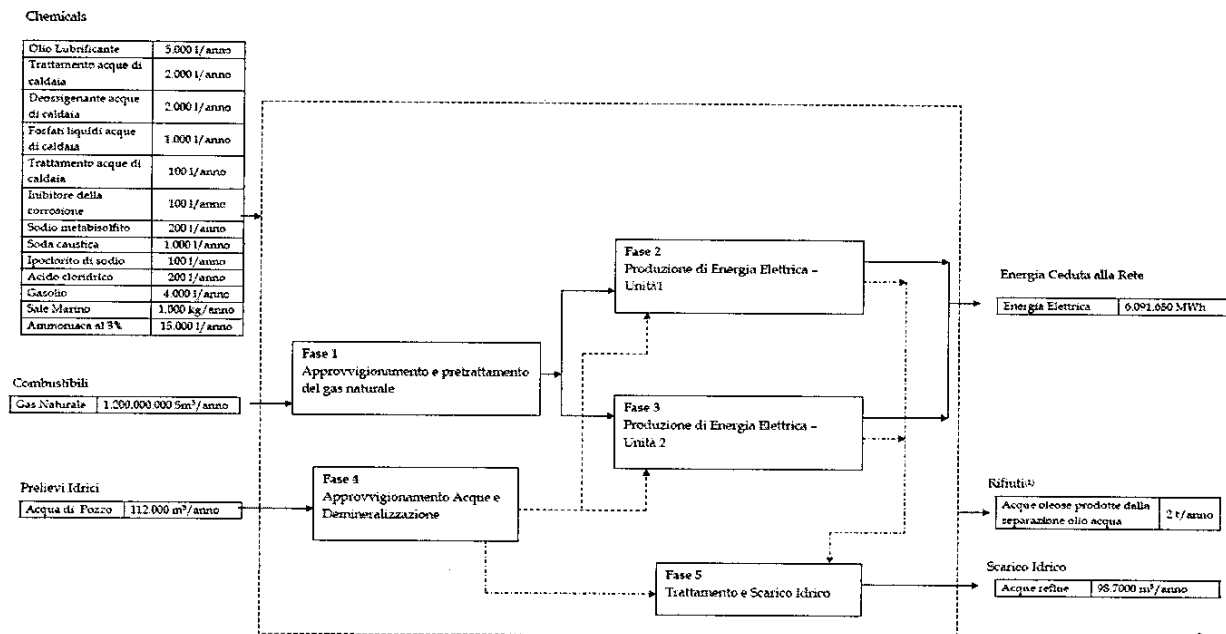 Chemicals
Olio Lubrificante 5.000 l/anno
Trattamento acque di
caldaia 2.000 l/anno
Deossigenante acque
di caldaia 2.000 l/anno
Fosfati liquidi acque
di caldaia 1.000 l/anno
Trattamento acque di
caldaia 100 l/anno
Inibitore della
corrosione 100 l/anno
Sodio metabisolfito 200 l/anno
Soda caustica 1.000 l/anno
Ipoclorito di sodio 100 l/anno
Acido cloridrico 200 l/anno
Gasolio 4.000 l/anno
Sale Marino 1.000 kg/anno
Ammoniaca al 3% 15.000 l/anno
Combustibili
Gas Naturale 1.200.000.000 Sm³/anno
Prelievi Idrici
Acqua di Pozzo 112.000 m³/anno
Fase 1
Approvvigionamento e pretrattamento
del gas naturale
Fase 2
Produzione di Energia Elettrica –
Unità 1
Fase 3
Produzione di Energia Elettrica –
Unità 2
Fase 4
Approvvigionamento Acque e
Demineralizzazione
Fase 5
Trattamento e Scarico Idrico
Energia Ceduta alla Rete
Energia Elettrica 6.091.650 MWh
Rifiuti(1)
Acque oleose prodotte dalla
separazione olio acqua 2 t/anno
Scarico Idrico
Acque reflue 98.7000 m³/anno